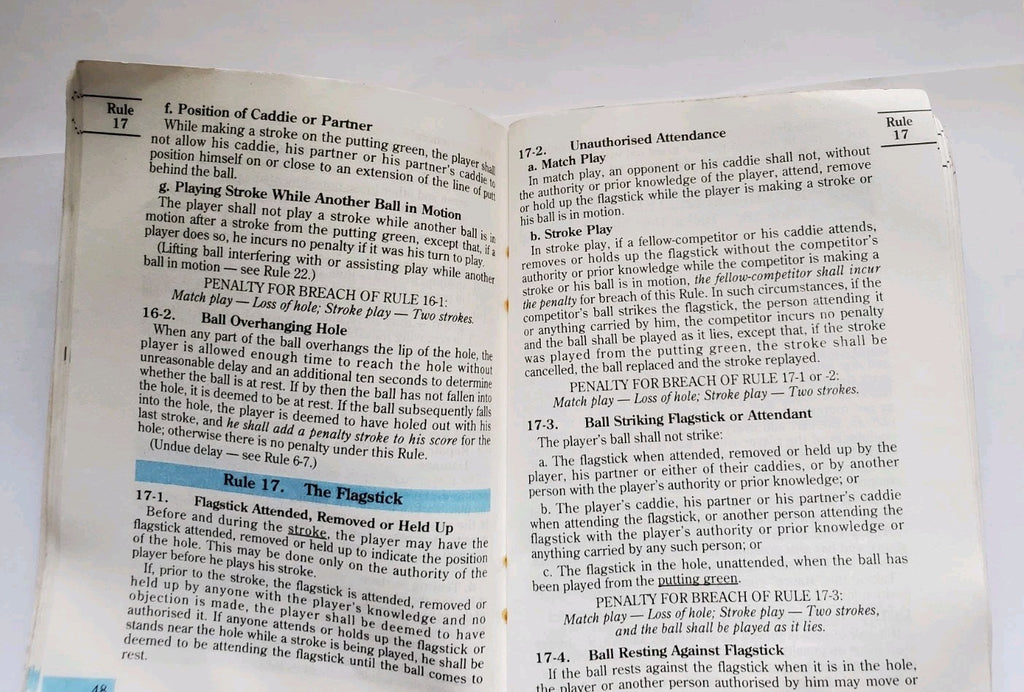 Rule
17
f. Position of Caddie or Partner
While making a stroke on the putting green, the player shall
not allow his caddie, his partner or his partner's caddie to
position himself on or close to an extension of the line of putt
behind the ball.
g. Playing Stroke While Another Ball in Motion
The player shall not play a stroke while another ball is in
motion after a stroke from the putting green, except that, if a
player does so, he incurs no penalty if it was his turn to play.
(Lifting ball interfering with or assisting play while another
ball in motion — see Rule 22.)
PENALTY FOR BREACH OF RULE 16-1:
Match play — Loss of hole; Stroke play — Two strokes.
16-2. Ball Overhanging Hole
When any part of the ball overhangs the lip of the hole, the
player is allowed enough time to reach the hole without
unreasonable delay and an additional ten seconds to determine
whether the ball is at rest. If by then the ball has not fallen into
the hole, it is deemed to be at rest. If the ball subsequently falls
into the hole, the player is deemed to have holed out with his
last stroke, and he shall add a penalty stroke to his score for the
hole; otherwise there is no penalty under this Rule.
(Undue delay — see Rule 6-7.)
Rule 17. The Flagstick
17-1. Flagstick Attended, Removed or Held Up
Before and during the stroke, the player may have the
flagstick attended, removed or held up to indicate the position
of the hole. This may be done only on the authority of the
player before he plays his stroke.
If, prior to the stroke, the flagstick is attended, removed or
held up by anyone with the player's knowledge and no
objection is made, the player shall be deemed to have
authorised it. If anyone attends or holds up the flagstick or
stands near the hole while a stroke is being played, he shall be
deemed to be attending the flagstick until the ball comes to
rest.
48
Rule
17
17-2. Unauthorised Attendance
a. Match Play
In match play, an opponent or his caddie shall not, without
the authority or prior knowledge of the player, attend, remove
or hold up the flagstick while the player is making a stroke or
his ball is in motion.
b. Stroke Play
In stroke play, if a fellow-competitor or his caddie attends,
removes or holds up the flagstick without the competitor's
authority or prior knowledge while the competitor is making a
stroke or his ball is in motion, the fellow-competitor shall incur
the penalty for breach of this Rule. In such circumstances, if the
competitor's ball strikes the flagstick, the person attending it
or anything carried by him, the competitor incurs no penalty
and the ball shall be played as it lies, except that, if the stroke
was played from the putting green, the stroke shall be
cancelled, the ball replaced and the stroke replayed.
PENALTY FOR BREACH OF RULE 17-1 or -2:
Match play — Loss of hole; Stroke play — Two strokes.
17-3. Ball Striking Flagstick or Attendant
The player's ball shall not strike:
a. The flagstick when attended, removed or held up by the
player, his partner or either of their caddies, or by another
person with the player's authority or prior knowledge; or
b. The player's caddie, his partner or his partner's caddie
when attending the flagstick, or another person attending the
flagstick with the player's authority or prior knowledge or
anything carried by any such person; or
c. The flagstick in the hole, unattended, when the ball has
been played from the putting green.
PENALTY FOR BREACH OF RULE 17-3:
Match play — Loss of hole; Stroke play — Two strokes,
and the ball shall be played as it lies.
17-4. Ball Resting Against Flagstick
If the ball rests against the flagstick when it is in the hole,
the player or another person authorised by him may move or